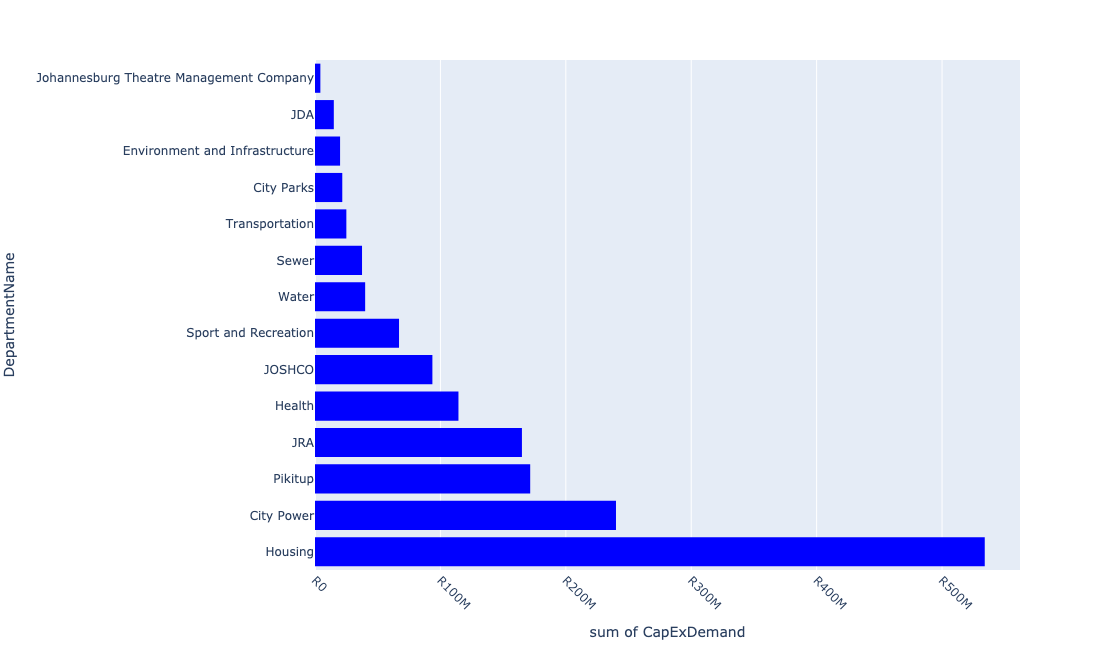 Johannesburg Theatre Management Company
JDA
Environment and Infrastructure
City Parks
Transportation
Sewer
Water
Sport and Recreation
JOSHCO
Health
JRA
Pikitup
City Power
Housing
DepartmentName
R0
R100M
R200M
R300M
R400M
R500M
sum of CapExDemand